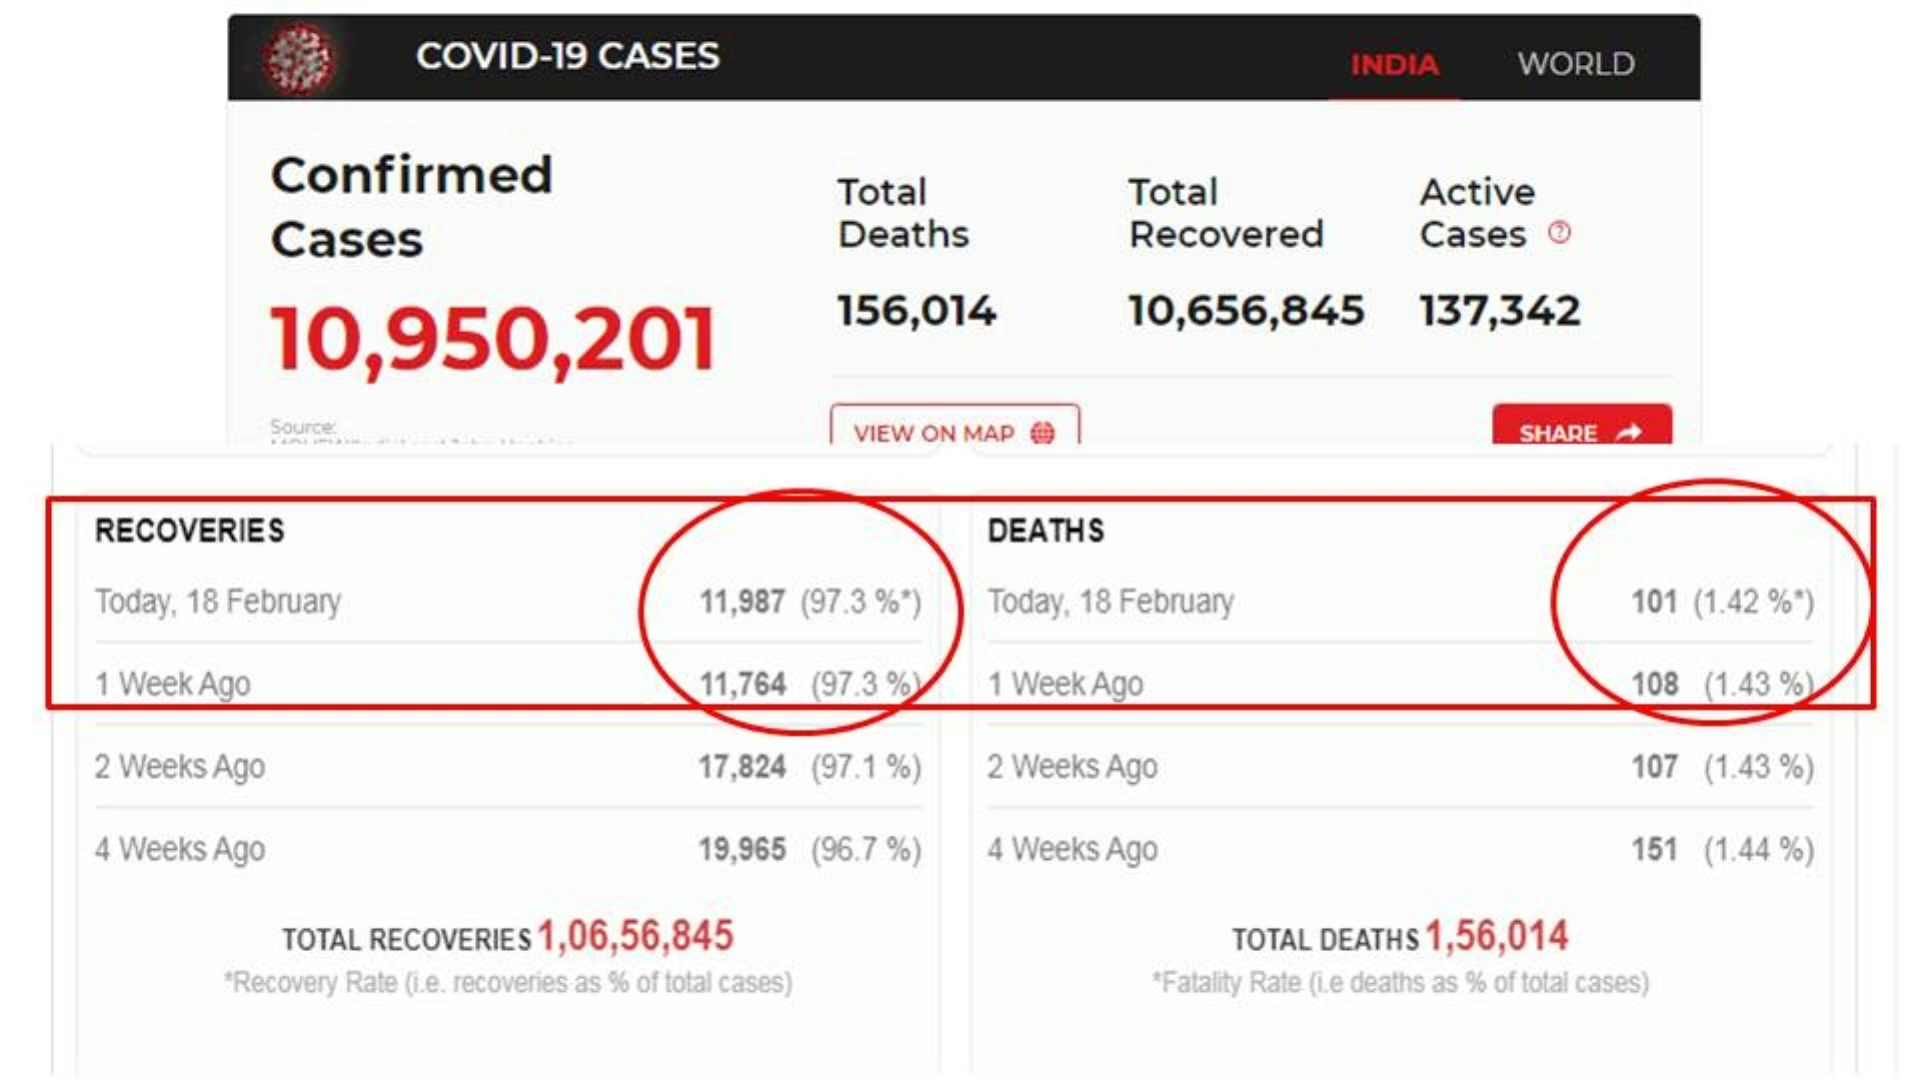 COVID-19 CASES
INDIA
WORLD
Confirmed
Cases
10,950,201
Source:
Total
Deaths
156,014
Total
Recovered
10,656,845
Active
Cases ?
137,342
VIEW ON MAP
SHARE
RECOVERIES
Today, 18 February 11,987 (97.3 %*)
1 Week Ago 11,764 (97.3 %)
2 Weeks Ago 17,824 (97.1 %)
4 Weeks Ago 19,965 (96.7 %)
TOTAL RECOVERIES 1,06,56,845
*Recovery Rate (i.e. recoveries as % of total cases)
DEATHS
Today, 18 February 101 (1.42 %*)
1 Week Ago 108 (1.43 %)
2 Weeks Ago 107 (1.43 %)
4 Weeks Ago 151 (1.44 %)
TOTAL DEATHS 1,56,014
*Fatality Rate (i.e deaths as % of total cases)